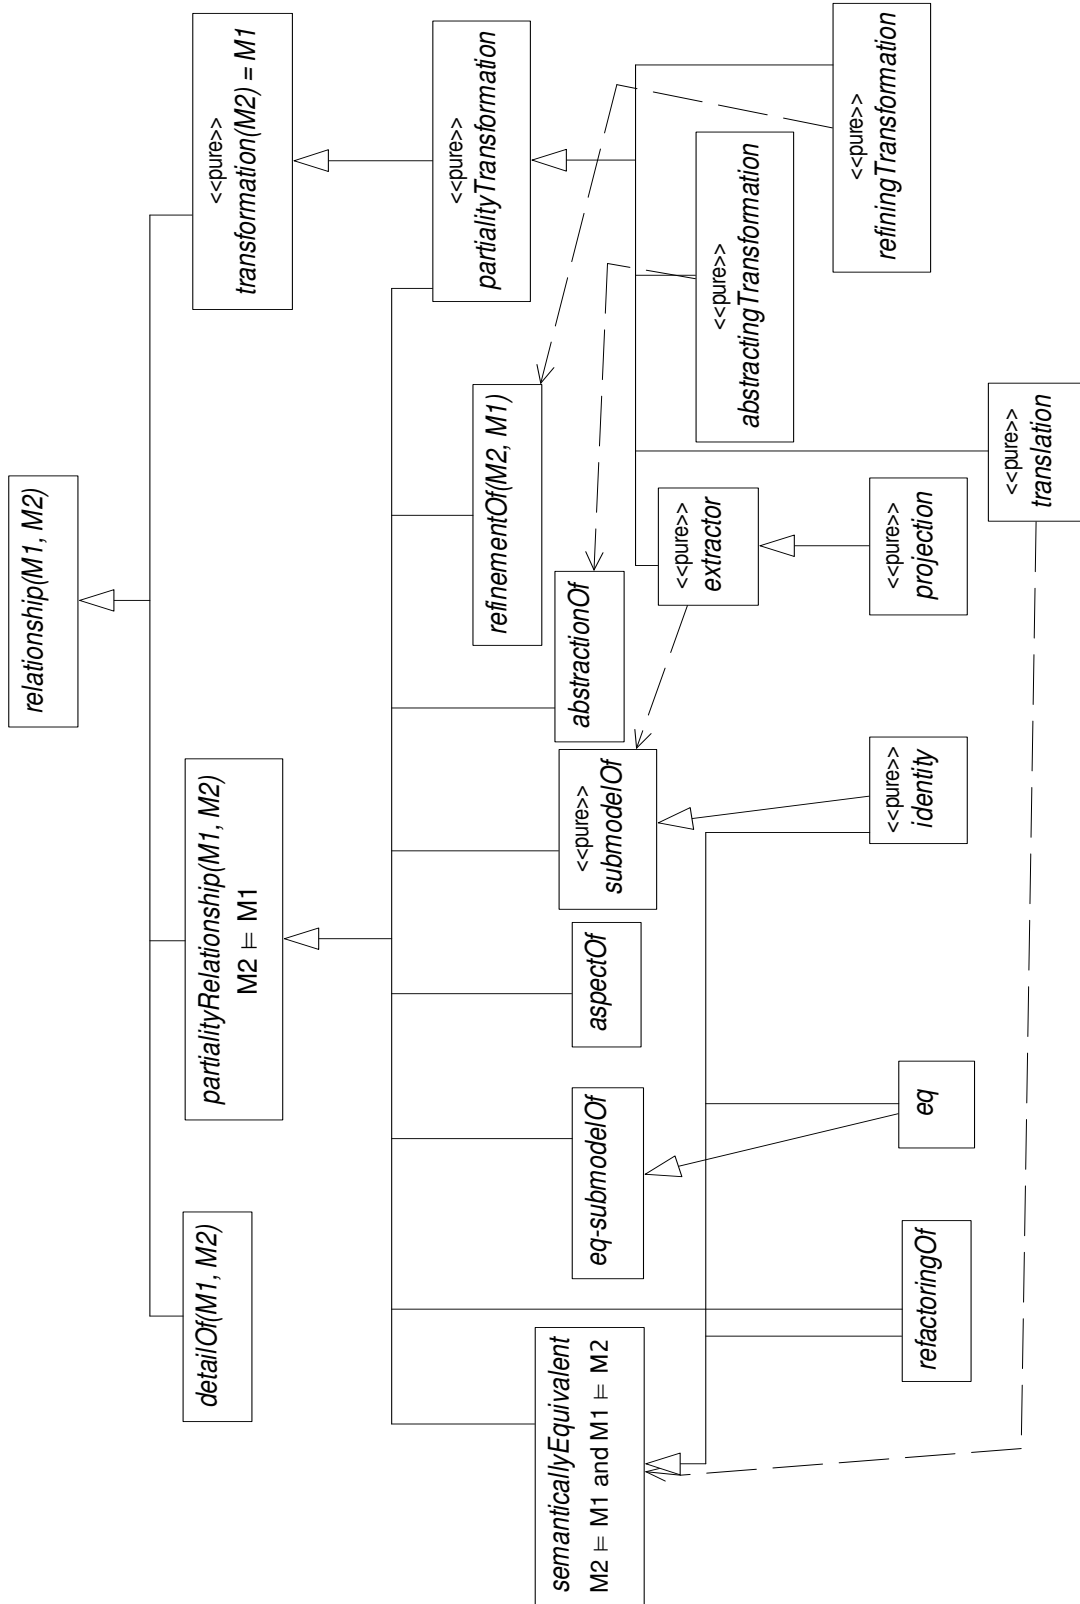 relationship(M1, M2)
detailOf(M1, M2)
partialityRelationship(M1, M2)
M2 ⊨ M1
<<pure>>
transformation(M2) = M1
semanticallyEquivalent
M2 ⊨ M1 and M1 ⊨ M2
eq-submodelOf
aspectOf
<<pure>>
submodelOf
abstractionOf
refinementOf(M2, M1)
<<pure>>
partialityTransformation
refactoringOf
eq
<<pure>>
identity
<<pure>>
extractor
<<pure>>
projection
<<pure>>
translation
<<pure>>
abstractingTransformation
<<pure>>
refiningTransformation